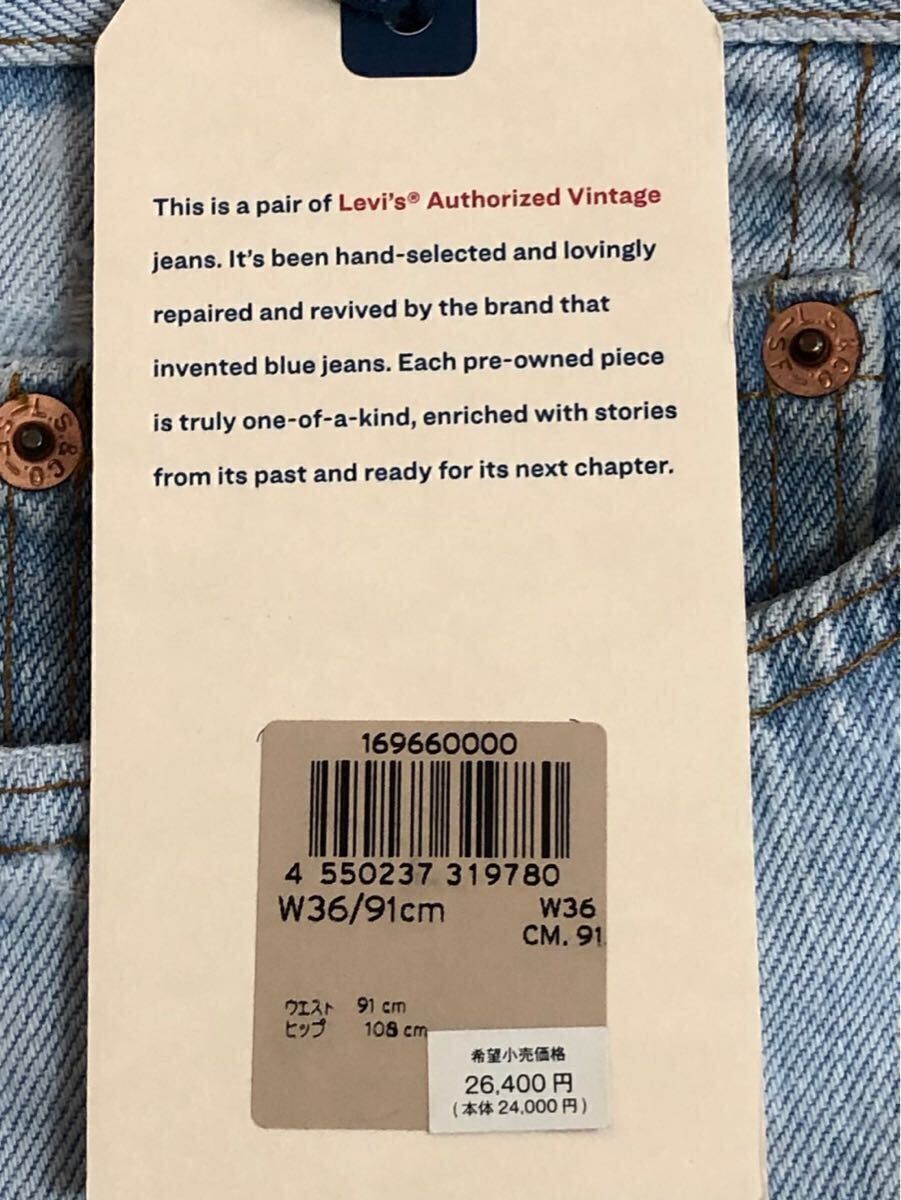 This is a pair of Levi's® Authorized Vintage
jeans. It's been hand-selected and lovingly
repaired and revived by the brand that
invented blue jeans. Each pre-owned piece
is truly one-of-a-kind, enriched with stories
from its past and ready for its next chapter.
L.S.&CO.-S.F.
L.S.&CO.-S.F.
169660000
4 550237 319780
W36/91cm
W36
CM. 91
ウエスト 91 cm
ヒップ cm
希望小売価格
26,400円
(本体24,000円)